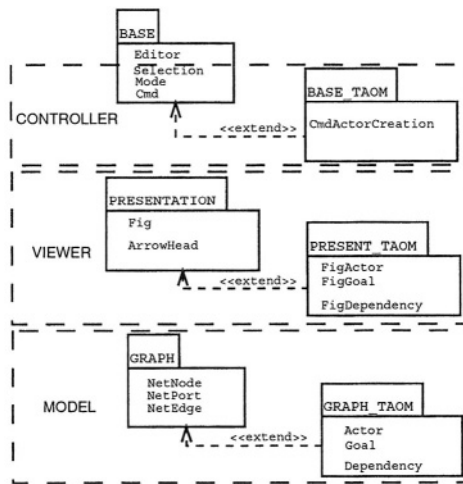 BASE
Editor
Selection
Mode
Cmd
BASE_TAOM
CmdActorCreation
CONTROLLER
<<extend>>
PRESENTATION
Fig
ArrowHead
PRESENT_TAOM
FigActor
FigGoal
FigDependency
VIEWER
<<extend>>
GRAPH
NetNode
NetPort
NetEdge
GRAPH_TAOM
Actor
Goal
Dependency
MODEL
<<extend>>